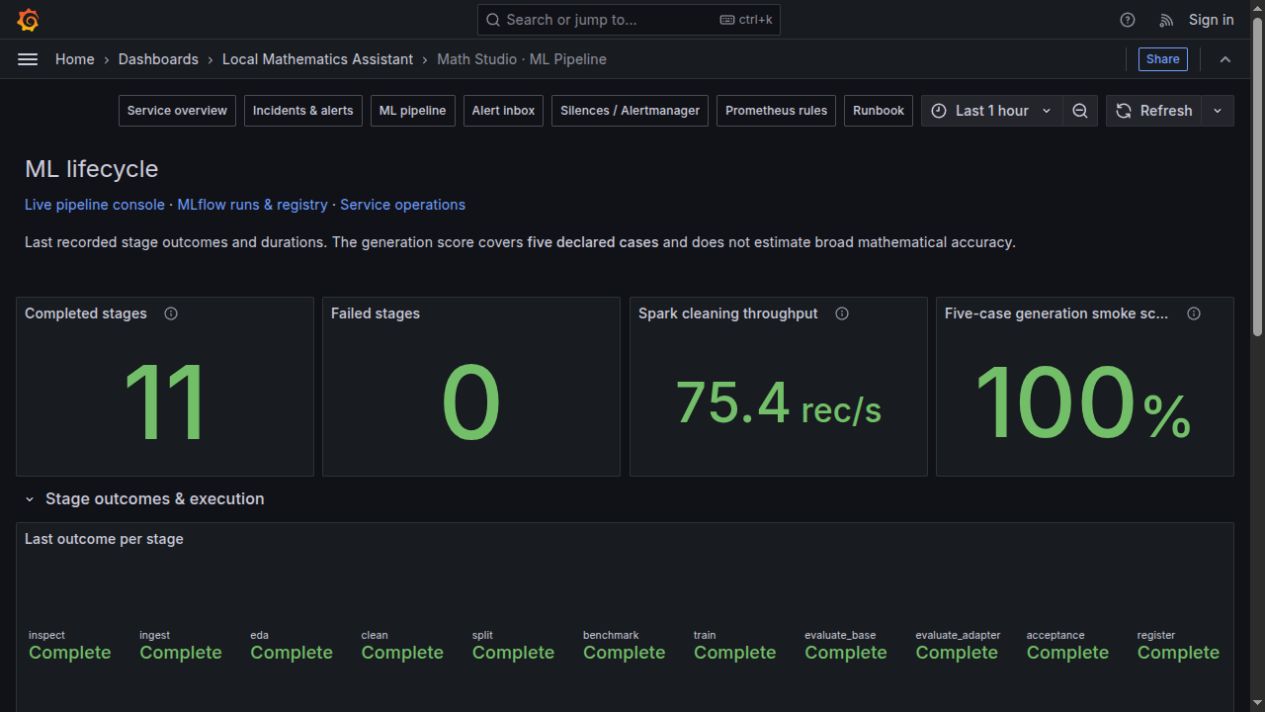 Search or jump to... ctrl+k Sign in
Home › Dashboards › Local Mathematics Assistant › Math Studio · ML Pipeline Share
Service overview Incidents & alerts ML pipeline Alert inbox Silences / Alertmanager Prometheus rules Runbook Last 1 hour Refresh
ML lifecycle
Live pipeline console · MLflow runs & registry · Service operations
Last recorded stage outcomes and durations. The generation score covers five declared cases and does not estimate broad mathematical accuracy.
Completed stages Failed stages Spark cleaning throughput Five-case generation smoke sc...
11 0 75.4 rec/s 100%
Stage outcomes & execution
Last outcome per stage
inspect ingest eda clean split benchmark train evaluate_base evaluate_adapter acceptance register
Complete Complete Complete Complete Complete Complete Complete Complete Complete Complete Complete